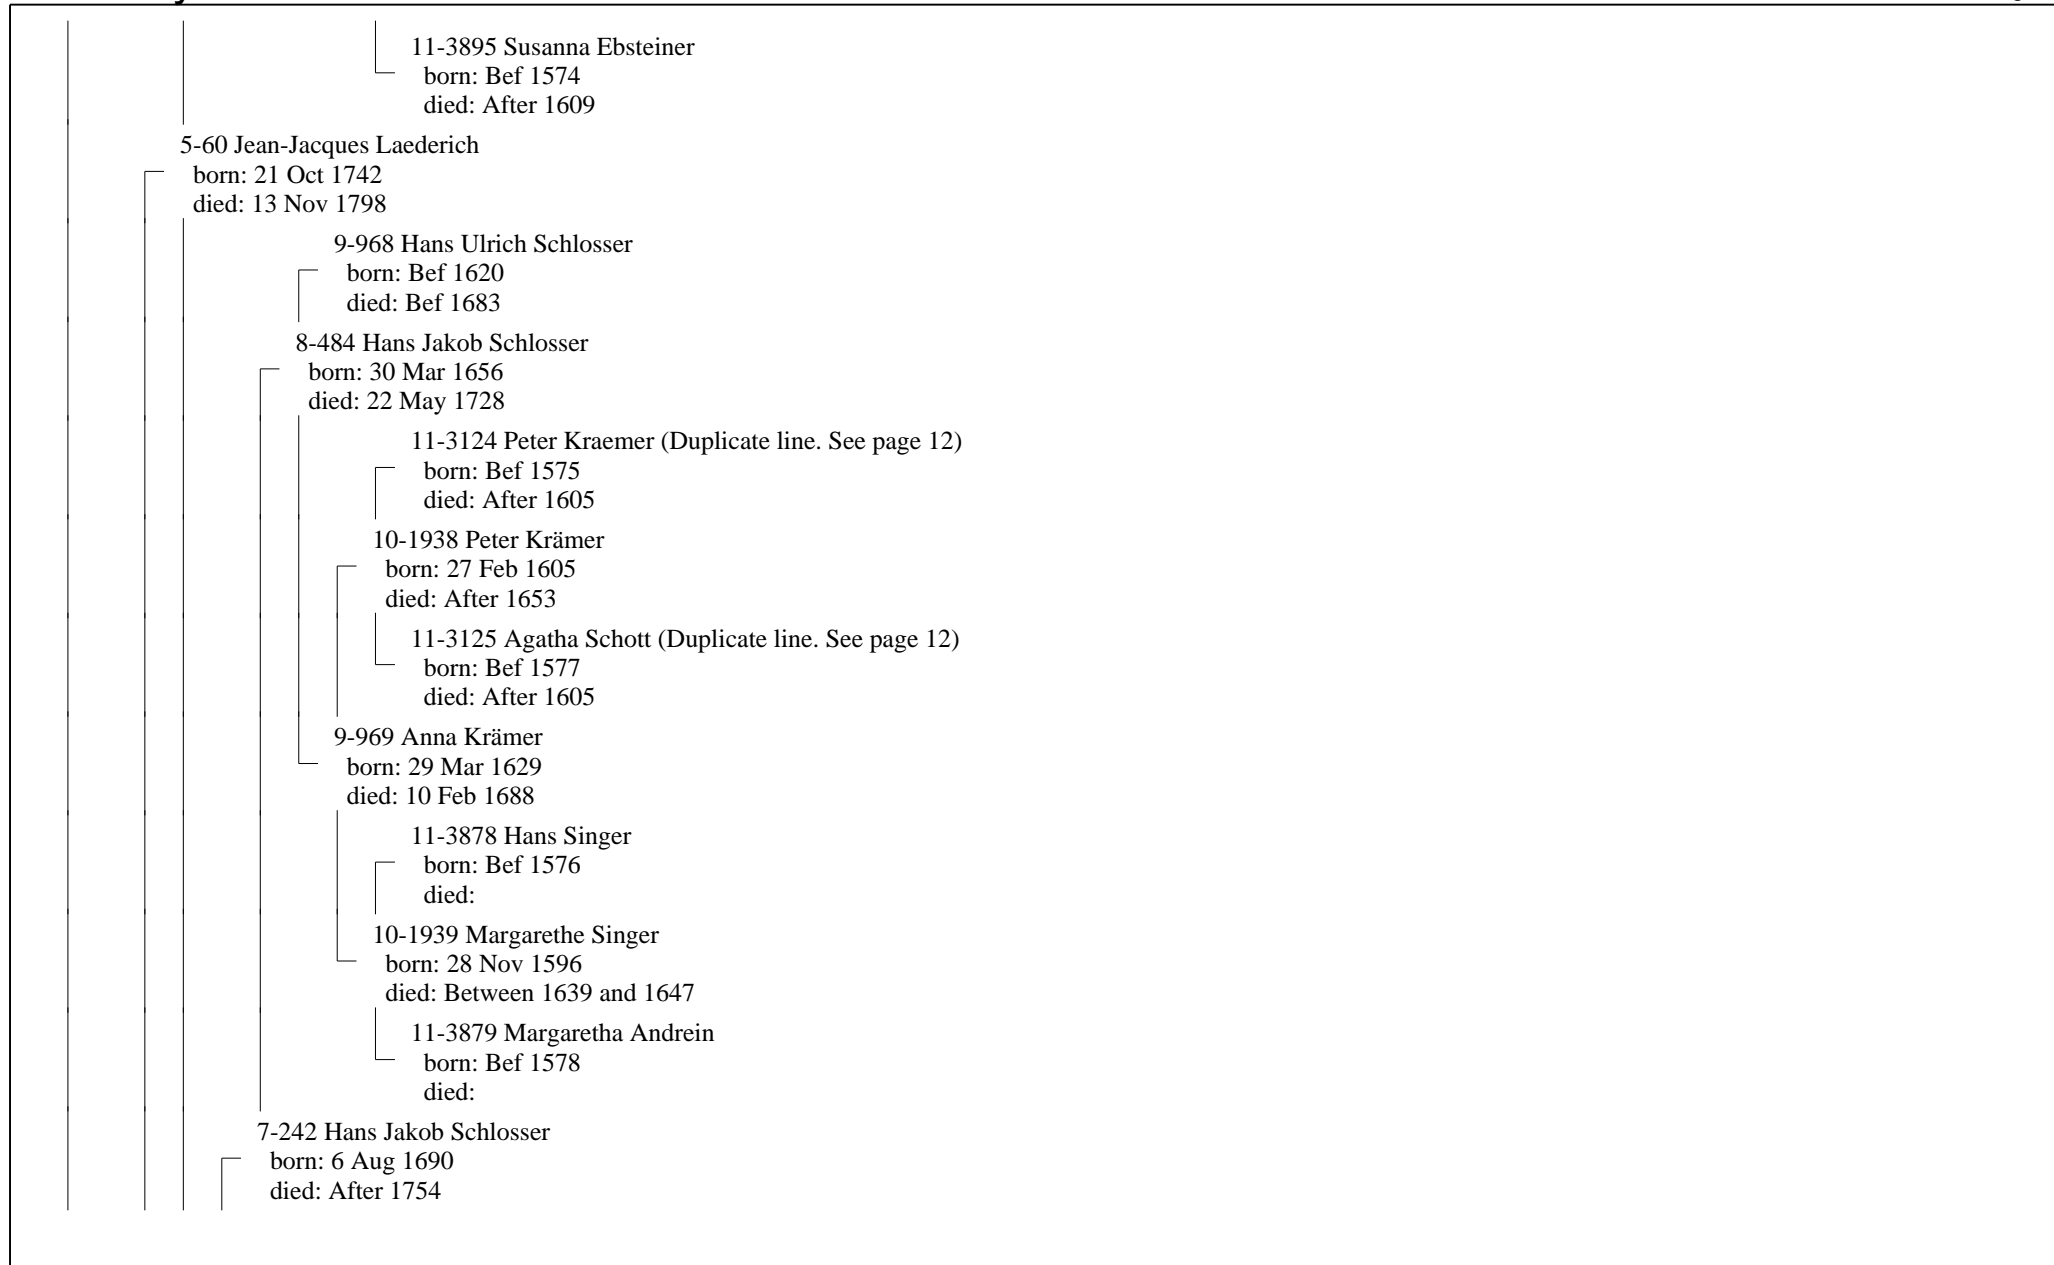 11-3895 Susanna Ebsteiner
born: Bef 1574
died: After 1609
5-60 Jean-Jacques Laederich
born: 21 Oct 1742
died: 13 Nov 1798
9-968 Hans Ulrich Schlosser
born: Bef 1620
died: Bef 1683
8-484 Hans Jakob Schlosser
born: 30 Mar 1656
died: 22 May 1728
11-3124 Peter Kraemer (Duplicate line. See page 12)
born: Bef 1575
died: After 1605
10-1938 Peter Krämer
born: 27 Feb 1605
died: After 1653
11-3125 Agatha Schott (Duplicate line. See page 12)
born: Bef 1577
died: After 1605
9-969 Anna Krämer
born: 29 Mar 1629
died: 10 Feb 1688
11-3878 Hans Singer
born: Bef 1576
died:
10-1939 Margarethe Singer
born: 28 Nov 1596
died: Between 1639 and 1647
11-3879 Margaretha Andrein
born: Bef 1578
died:
7-242 Hans Jakob Schlosser
born: 6 Aug 1690
died: After 1754